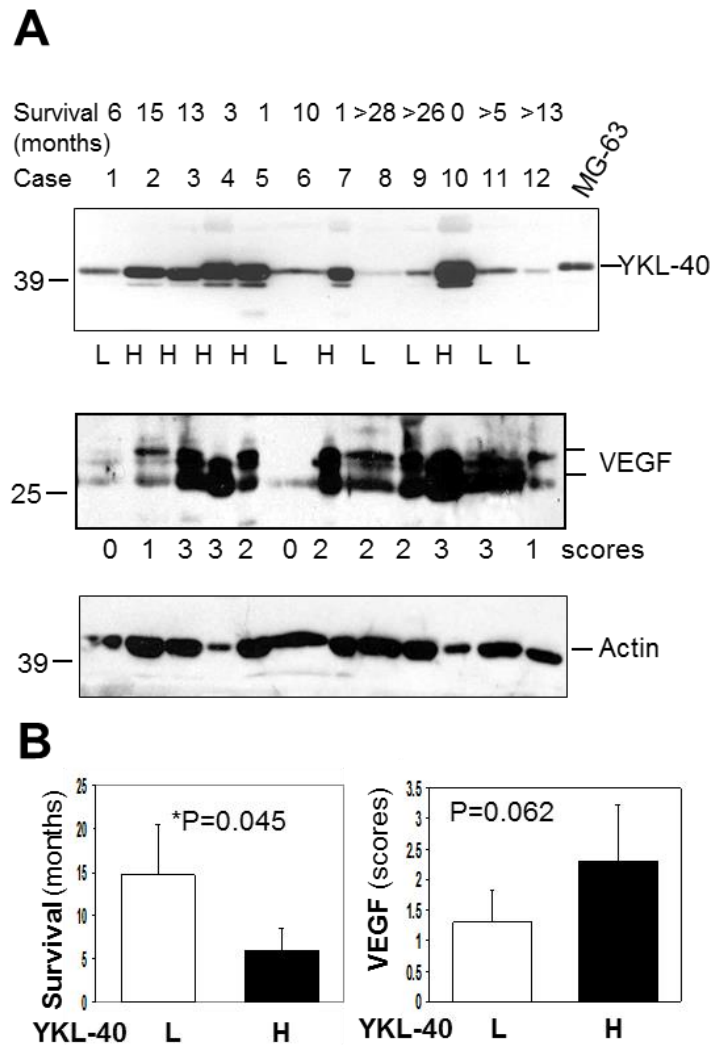 A
Survival 6 15 13 3 1 10 1 >28 >26 0 >5 >13
(months)
Case 1 2 3 4 5 6 7 8 9 10 11 12 MG-63
39 YKL-40
L H H H H L H L L H L L
VEGF
25
0 1 3 3 2 0 2 2 2 3 3 1 scores
39 Actin
B
Survival (months)
25
20
15
10
5
0
*P=0.045
YKL-40 L H
VEGF (scores)
3.5
3
2.5
2
1.5
1
0.5
0
P=0.062
YKL-40 L H